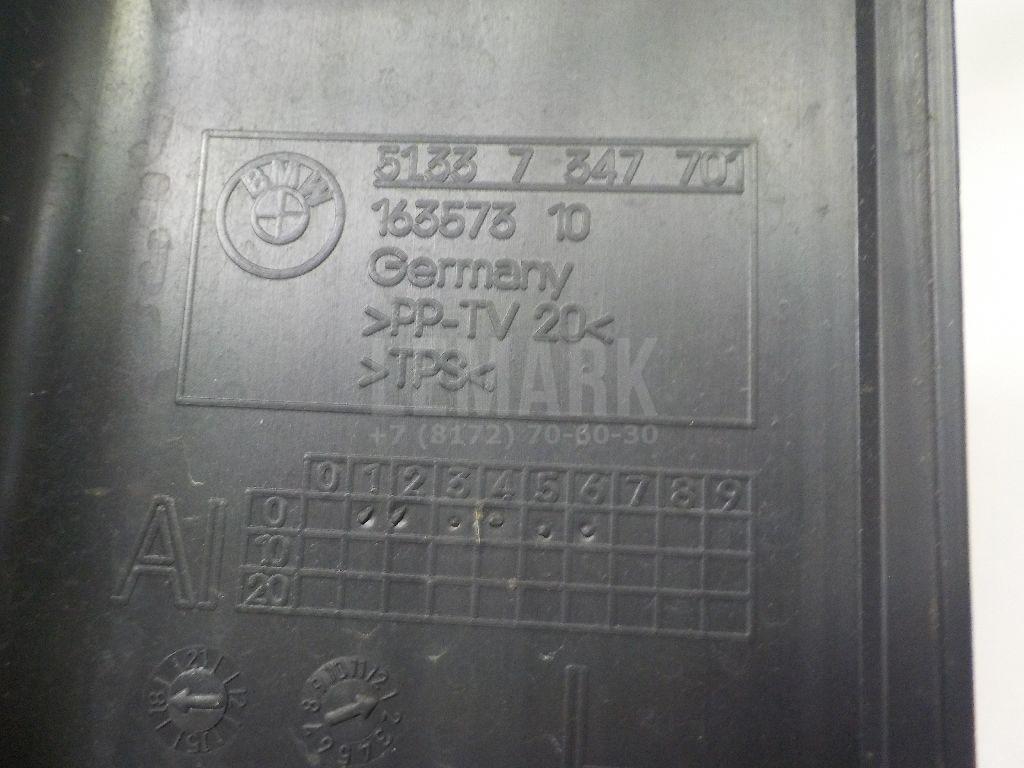 BMW
5133 7 347 701
163573 10
Germany
>PP-TV 20<
>TPS<
DEMARK
+7 (8172) 70-30-30
0 1 2 3 4 5 6 7 8 9
0
10
20
AI